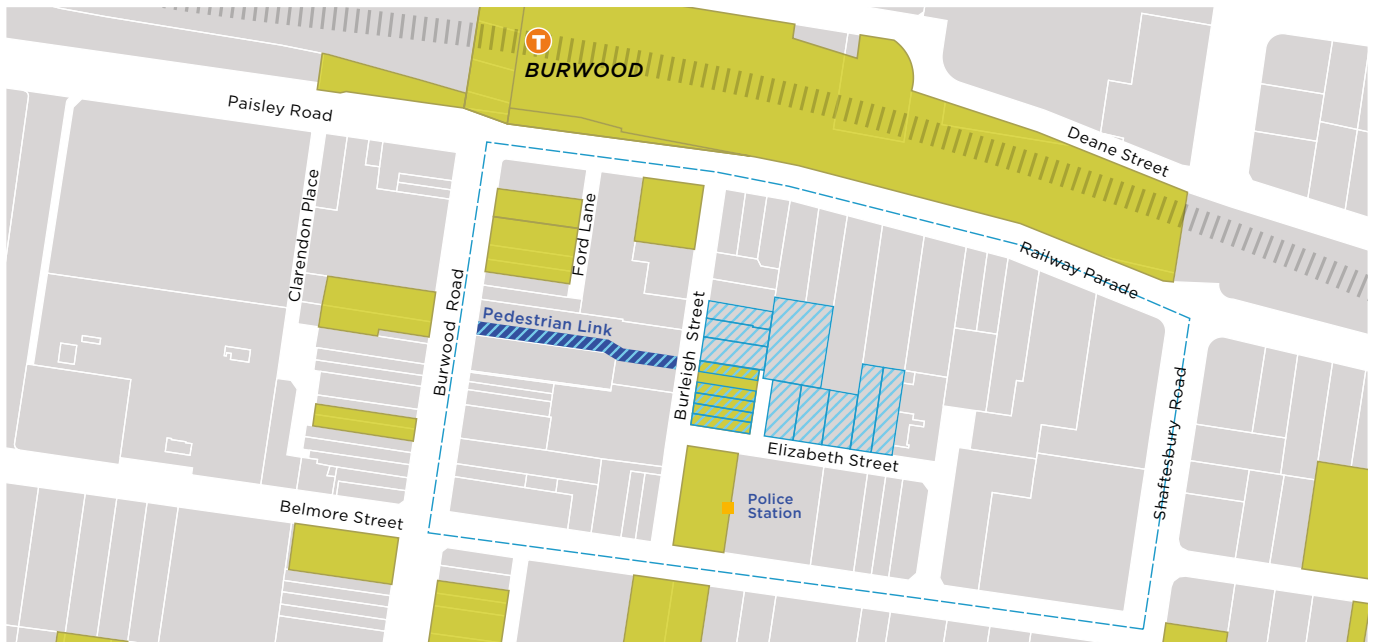 T
BURWOOD
Paisley Road
Deane Street
Clarendon Place
Ford Lane
Railway Parade
Burwood Road
Pedestrian Link
Burleigh Street
Shaftesbury Road
Elizabeth Street
Police
Station
Belmore Street